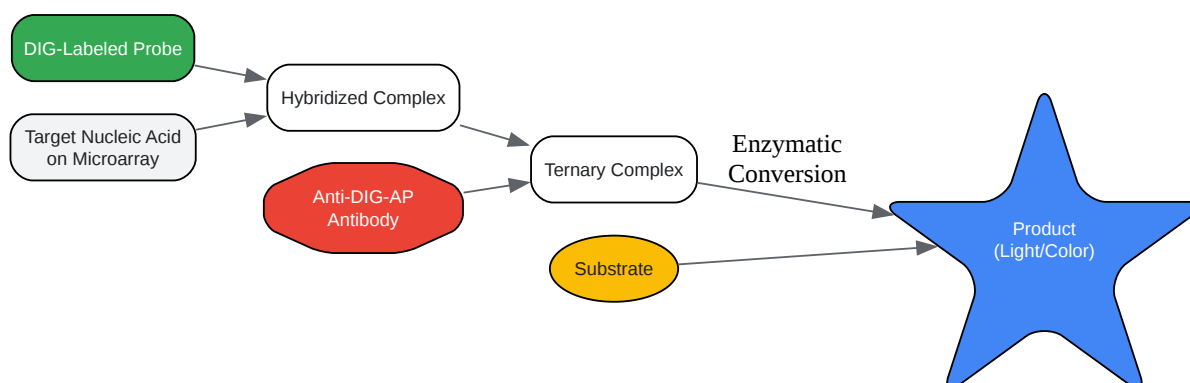 DIG-Labeled Probe
Target Nucleic Acid
on Microarray
Hybridized Complex
Anti-DIG-AP
Antibody
Ternary Complex
Enzymatic
Conversion
Substrate
Product
(Light/Color)